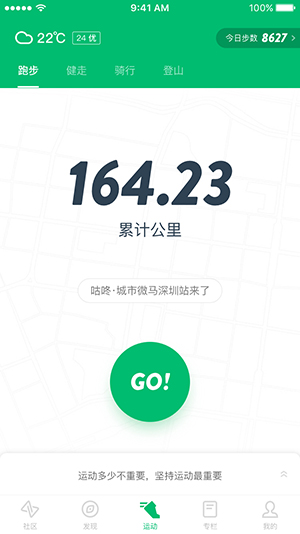 9:41 AM
100%
22℃ 24 优
今日步数 8627
跑步 健走 骑行 登山
164.23
累计公里
咕咚·城市微马深圳站来了
GO!
运动多少不重要，坚持运动最重要
社区 发现 运动 专栏 我的